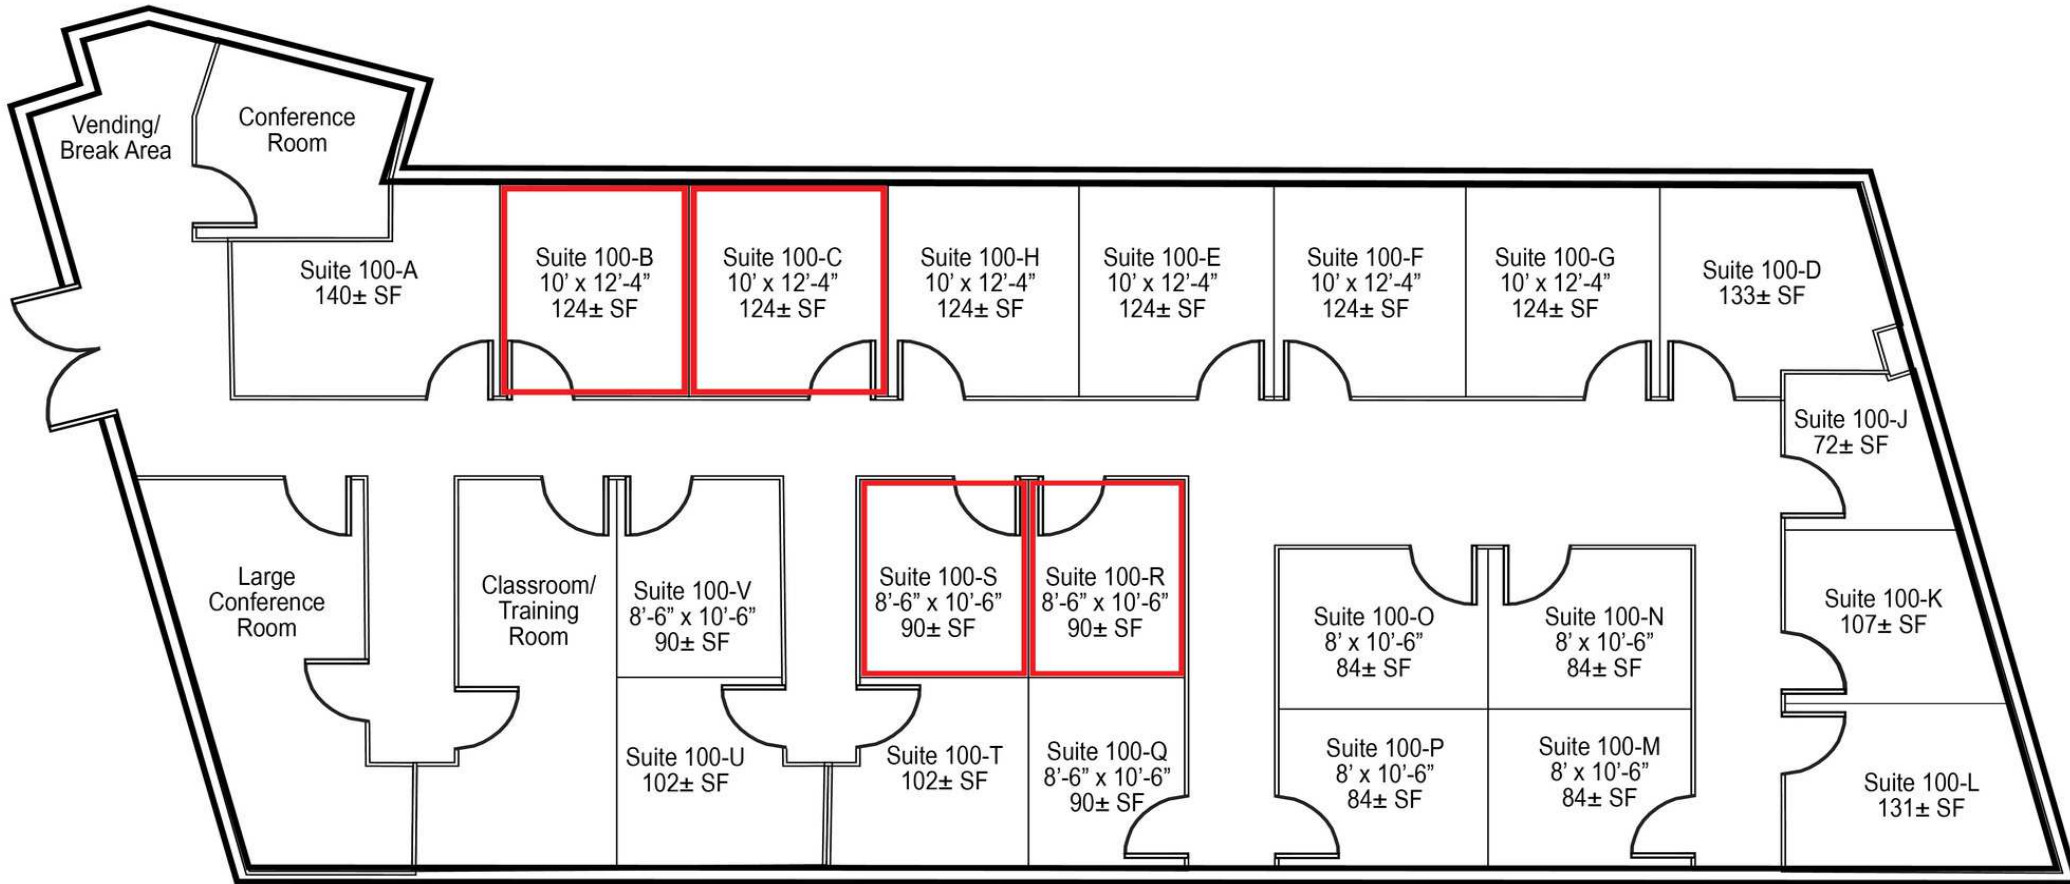 Vending/
Break Area
Conference
Room
Suite 100-A
140± SF
Suite 100-B
10’ x 12’-4”
124± SF
Suite 100-C
10’ x 12’-4”
124± SF
Suite 100-H
10’ x 12’-4”
124± SF
Suite 100-E
10’ x 12’-4”
124± SF
Suite 100-F
10’ x 12’-4”
124± SF
Suite 100-G
10’ x 12’-4”
124± SF
Suite 100-D
133± SF
Suite 100-J
72± SF
Large
Conference
Room
Classroom/
Training
Room
Suite 100-V
8’-6” x 10’-6”
90± SF
Suite 100-S
8’-6” x 10’-6”
90± SF
Suite 100-R
8’-6” x 10’-6”
90± SF
Suite 100-O
8’ x 10’-6”
84± SF
Suite 100-N
8’ x 10’-6”
84± SF
Suite 100-K
107± SF
Suite 100-U
102± SF
Suite 100-T
102± SF
Suite 100-Q
8’-6” x 10’-6”
90± SF
Suite 100-P
8’ x 10’-6”
84± SF
Suite 100-M
8’ x 10’-6”
84± SF
Suite 100-L
131± SF